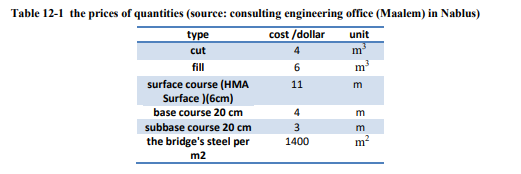 Table 12-1 the prices of quantities (source: consulting engineering office (Maalem) in Nablus)
type cost /dollar unit
cut 4 m³
fill 6 m³
surface course (HMA 11 m
Surface )(6cm)
base course 20 cm 4 m
subbase course 20 cm 3 m
the bridge's steel per 1400 m²
m2